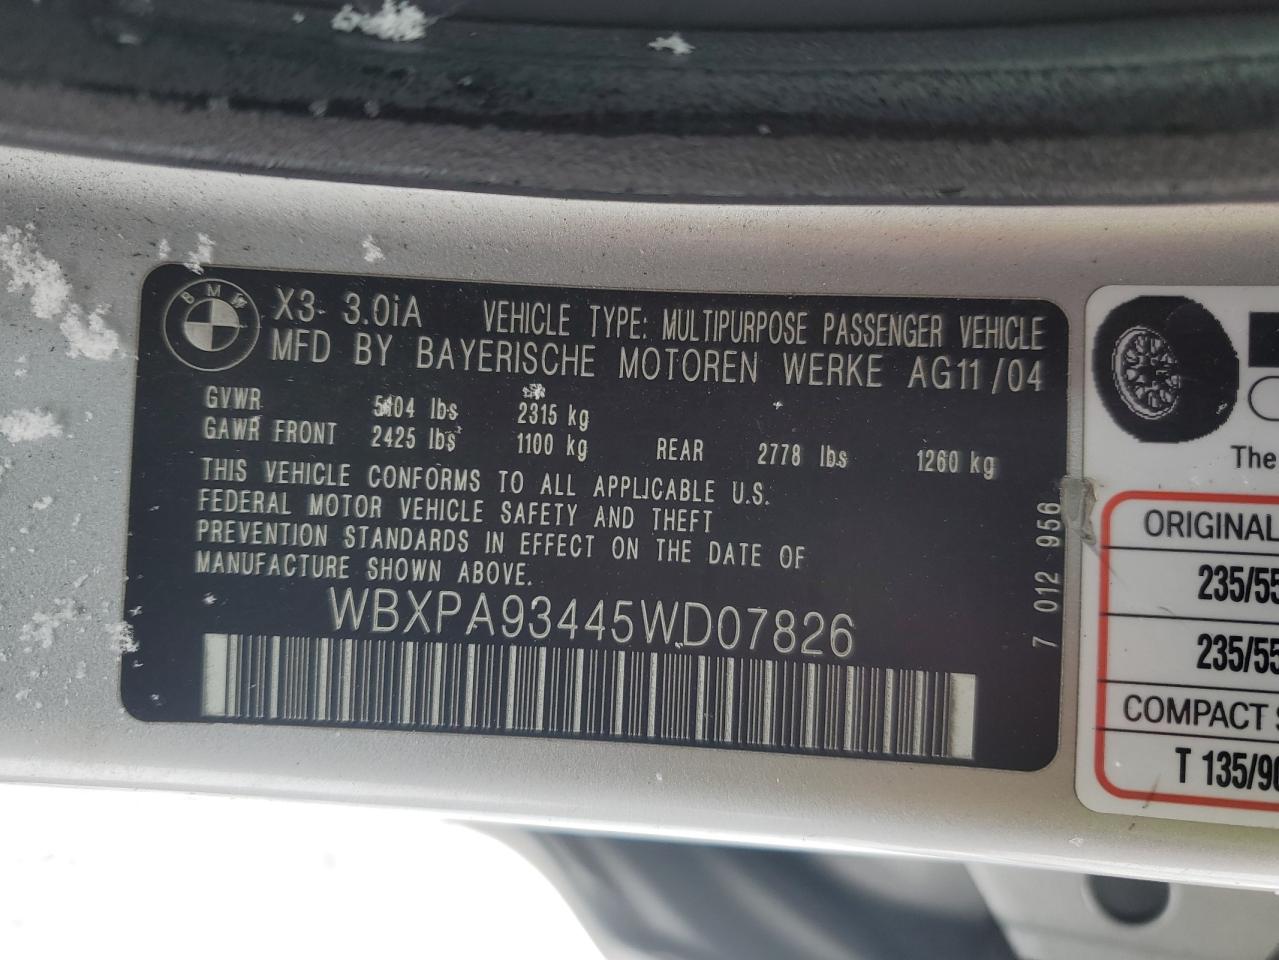 BMW
X3 3.0iA VEHICLE TYPE: MULTIPURPOSE PASSENGER VEHICLE
MFD BY BAYERISCHE MOTOREN WERKE AG 11/04
GVWR 5104 lbs 2315 kg
GAWR FRONT 2425 lbs 1100 kg REAR 2778 lbs 1260 kg
THIS VEHICLE CONFORMS TO ALL APPLICABLE U.S.
FEDERAL MOTOR VEHICLE SAFETY AND THEFT
PREVENTION STANDARDS IN EFFECT ON THE DATE OF
MANUFACTURE SHOWN ABOVE.
WBXPA93445WD07826
7 012 956
The
ORIGINAL
235/55
235/55
COMPACT
T 135/90